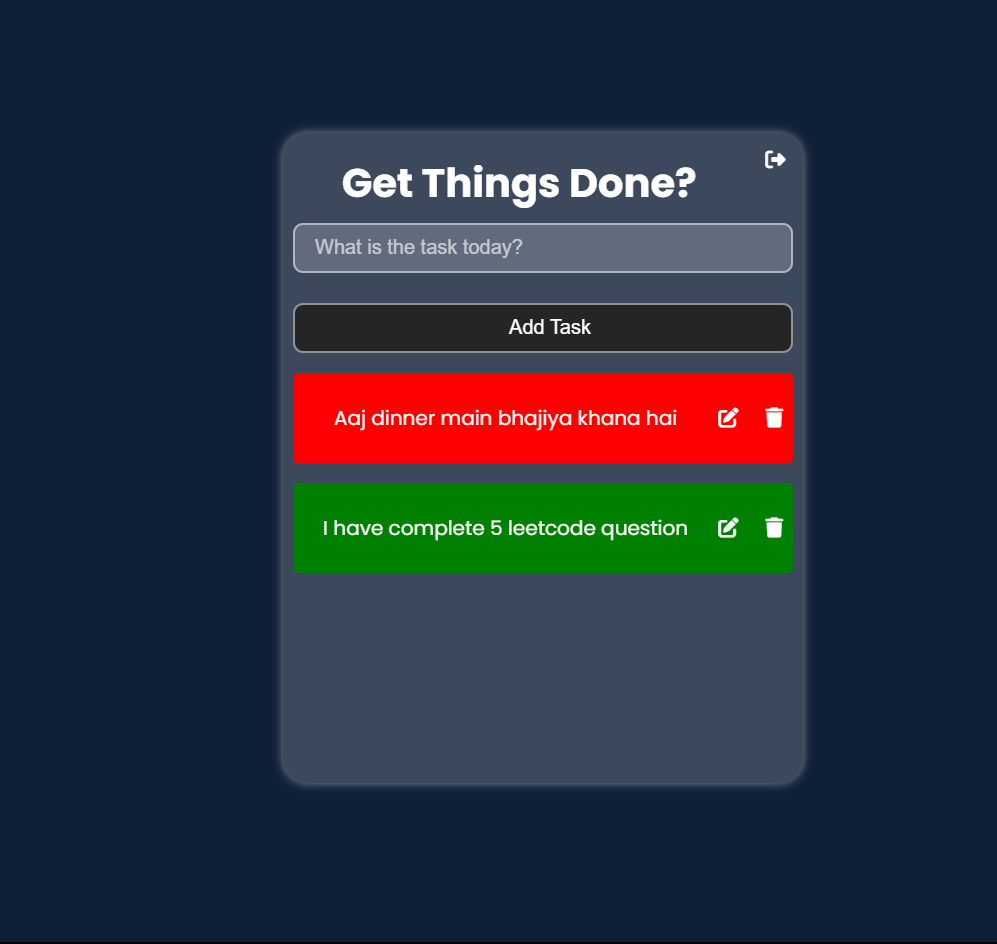 Get Things Done?
What is the task today?
Add Task
Aaj dinner main bhajiya khana hai
I have complete 5 leetcode question